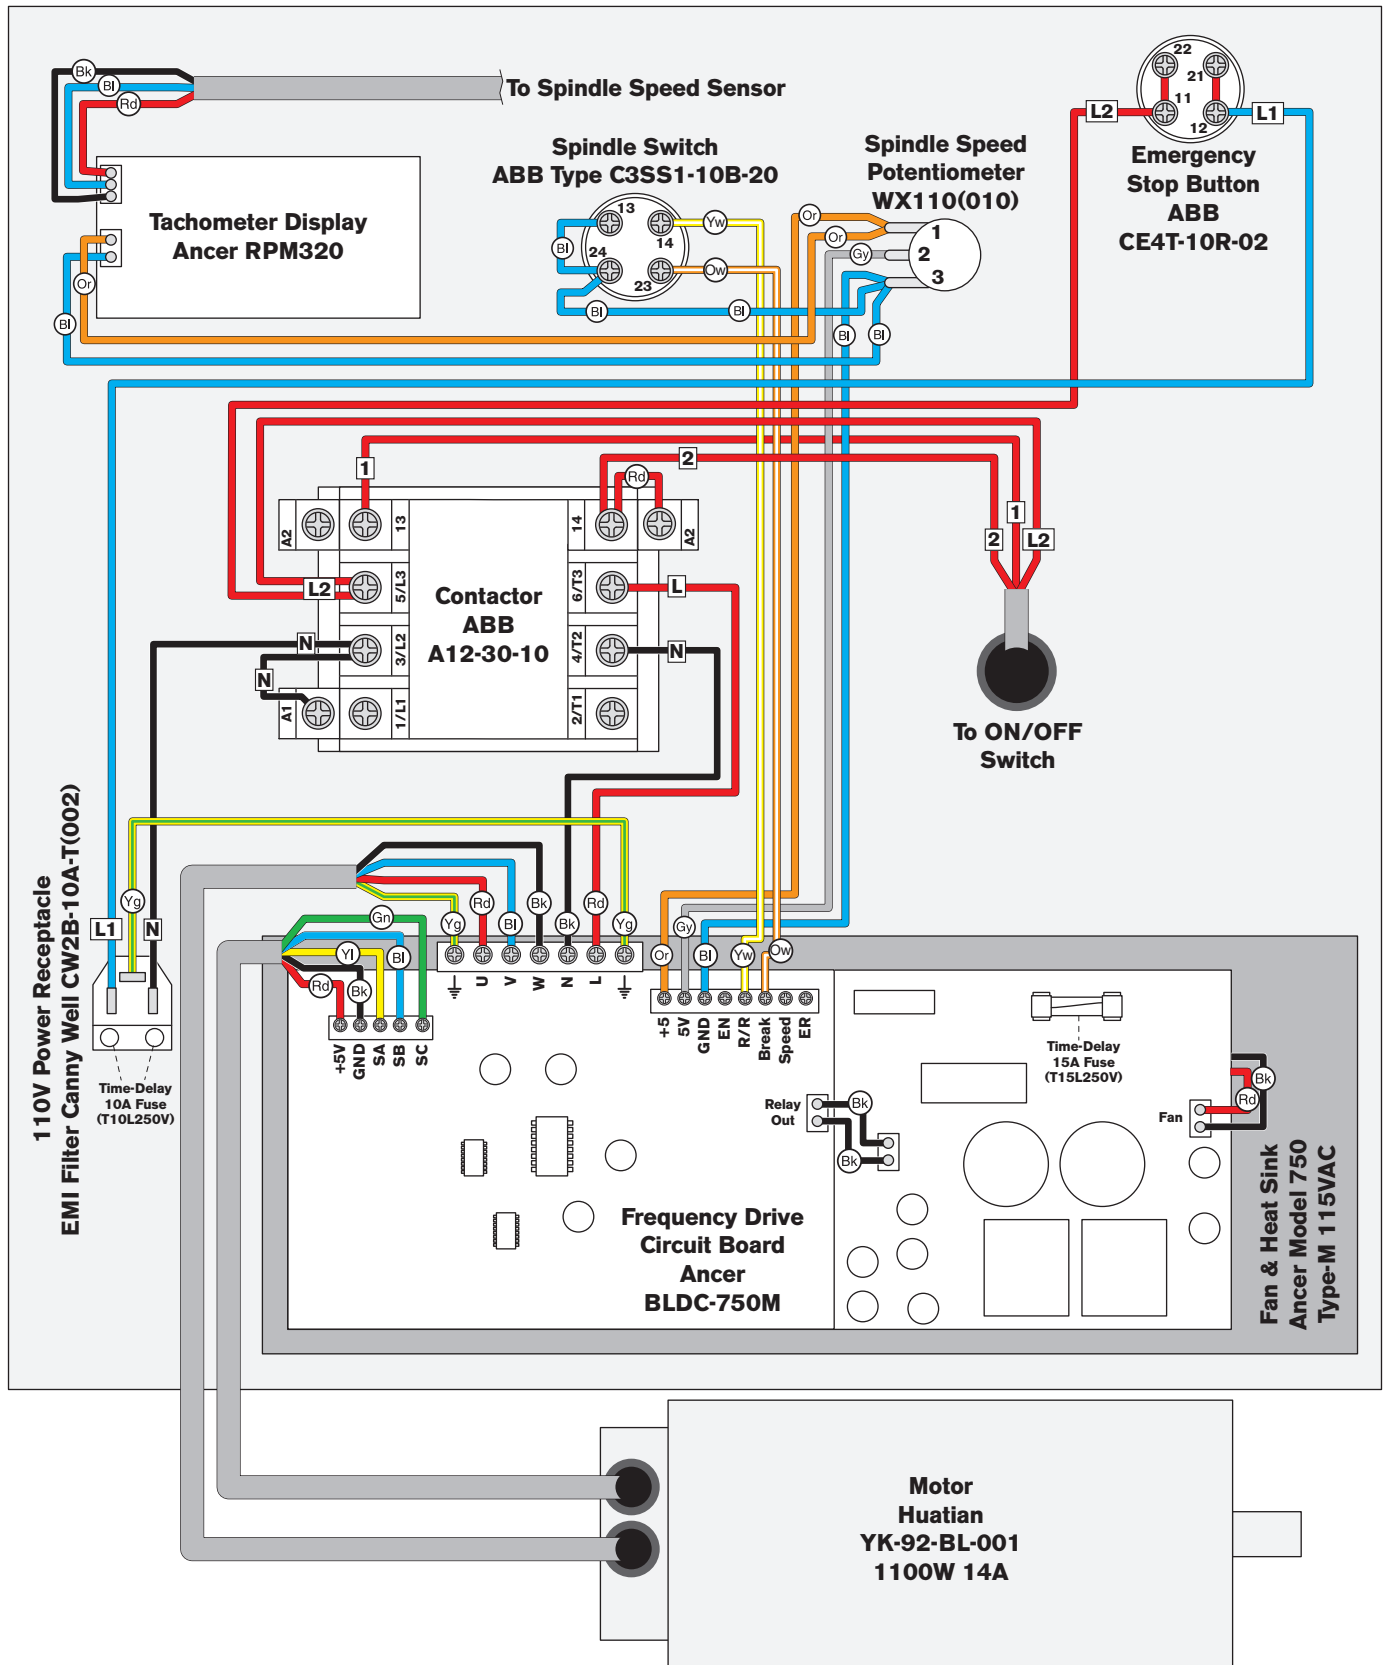 Bk
Bl
Rd
To Spindle Speed Sensor
Tachometer Display
Ancer RPM320
Or
Bl
Spindle Switch
ABB Type C3SS1-10B-20
13
14
24
23
Bl
Yw
Ow
Bl
Bl
Spindle Speed
Potentiometer
WX110(010)
1
2
3
Or
Or
Gy
Bl
Bl
22
21
11
12
L2
L1
Emergency
Stop Button
ABB
CE4T-10R-02
1
2
Rd
A2
13
14
A2
L2
5/L3
6/T3
L
N
3/L2
4/T2
N
N
A1
1/L1
2/T1
Contactor
ABB
A12-30-10
2
1
L2
To ON/OFF
Switch
110V Power Receptacle
EMI Filter Canny Well CW2B-10A-T(002)
L1
Yg
N
Time-Delay
10A Fuse
(T10L250V)
Gn
Yl
Bl
Rd
Bk
+5V
GND
SA
SB
SC
Yg
Rd
Bl
Bk
Bk
Rd
Yg
U
V
W
N
L
Or
Gy
Bl
Yw
Ow
+5
5V
GND
EN
R/R
Break
Speed
ER
Time-Delay
15A Fuse
(T15L250V)
Relay
Out
Bk
Bk
Fan
Bk
Rd
Frequency Drive
Circuit Board
Ancer
BLDC-750M
Fan & Heat Sink
Ancer Model 750
Type-M 115VAC
Motor
Huatian
YK-92-BL-001
1100W 14A